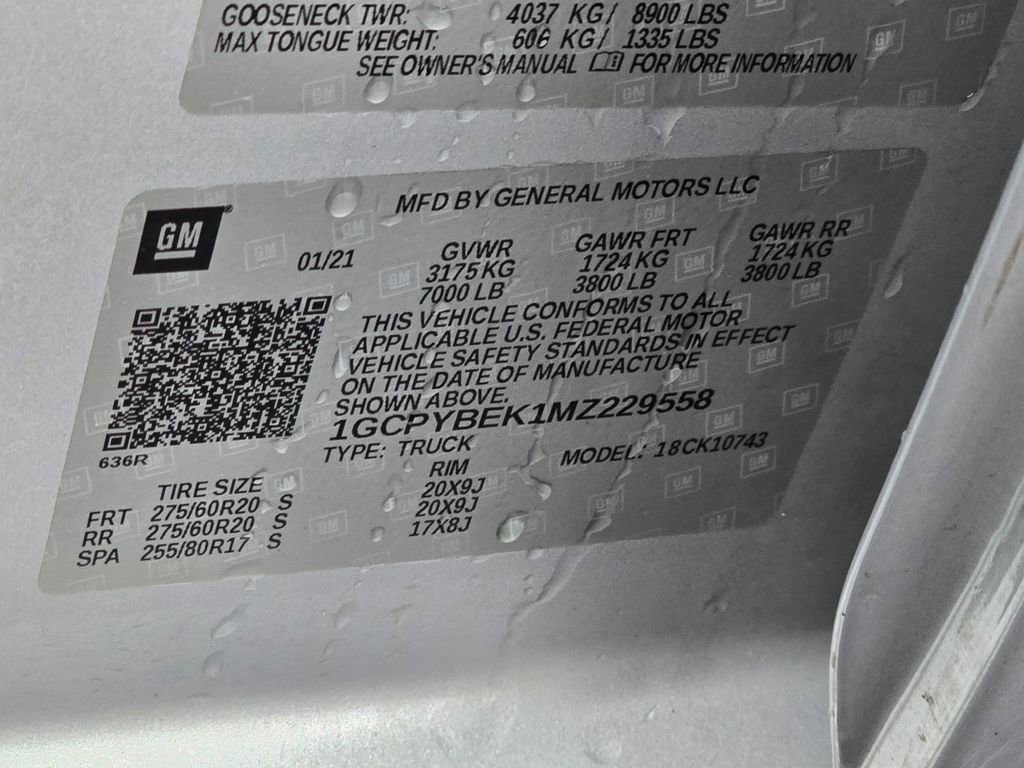 GOOSENECK TWR: 4037 KG/ 8900 LBS
MAX TONGUE WEIGHT: 606 KG/ 1335 LBS
SEE OWNER'S MANUAL FOR MORE INFORMATION
MFD BY GENERAL MOTORS LLC
GM®
01/21
GVWR GAWR FRT GAWR RR
3175 KG 1724 KG 1724 KG
7000 LB 3800 LB 3800 LB
THIS VEHICLE CONFORMS TO ALL
APPLICABLE U.S. FEDERAL MOTOR
VEHICLE SAFETY STANDARDS IN EFFECT
ON THE DATE OF MANUFACTURE
SHOWN ABOVE.
1GCPYBEK1MZ229558
636R
TYPE: TRUCK MODEL: 18CK10743
TIRE SIZE RIM
FRT 275/60R20 S 20X9J
RR 275/60R20 S 20X9J
SPA 255/80R17 S 17X8J